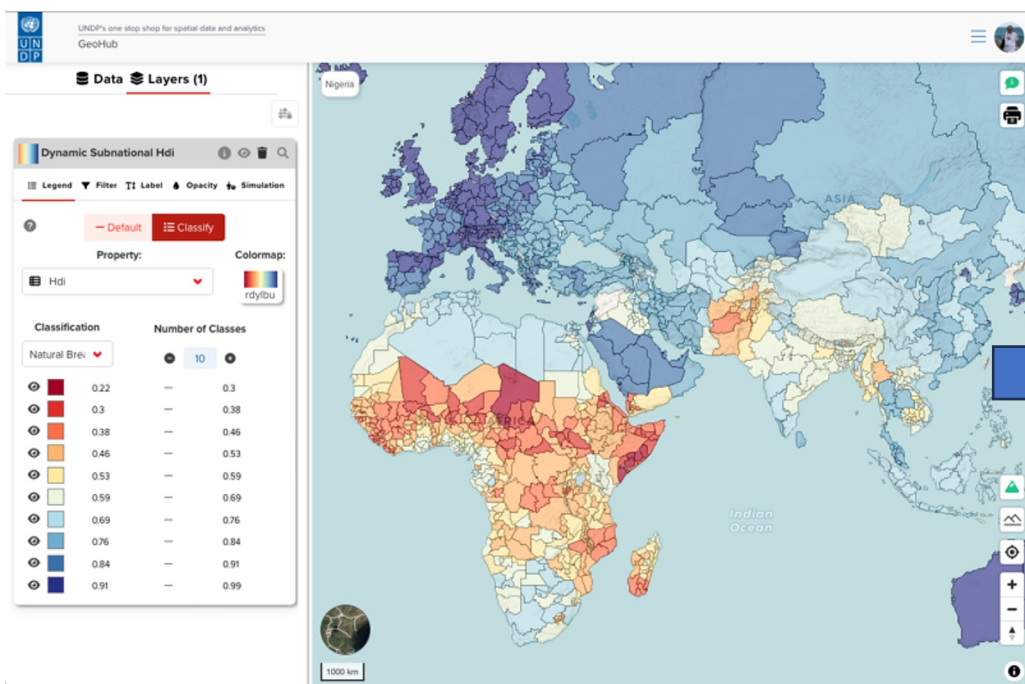 UNDP's one stop shop for spatial data and analytics
GeoHub
UN
DP
Data
Layers (1)
Dynamic Subnational Hdi
Legend
Filter
Label
Opacity
Simulation
Default
Classify
Property:
Colormap:
Hdi
rdylbu
Classification
Number of Classes
Natural Brea
10
0.22 — 0.3
0.3 — 0.38
0.38 — 0.46
0.46 — 0.53
0.53 — 0.59
0.59 — 0.69
0.69 — 0.76
0.76 — 0.84
0.84 — 0.91
0.91 — 0.99
Nigeria
ASIA
AFRICA
Indian
Ocean
1000 km